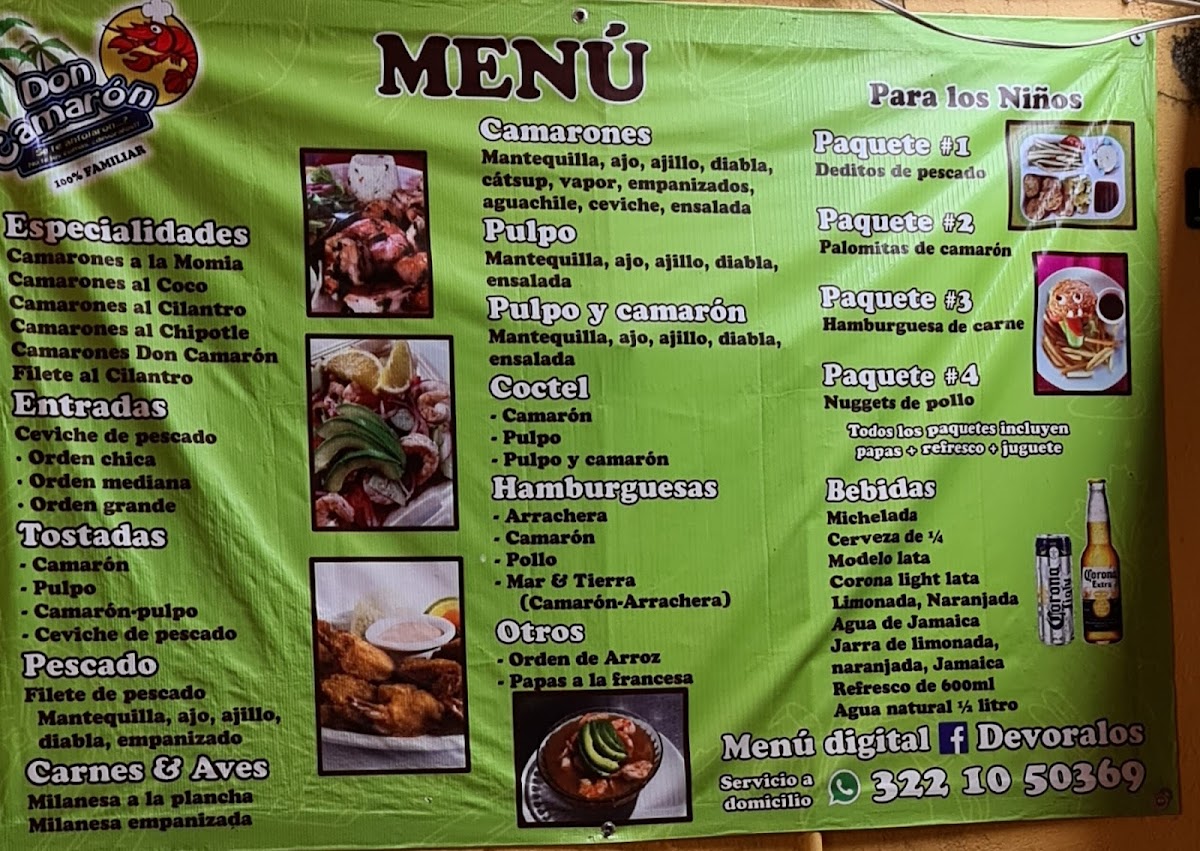 Don
Camarón
100% FAMILIAR
MENÚ
Especialidades
Camarones a la Momia
Camarones al Coco
Camarones al Cilantro
Camarones al Chipotle
Camarones Don Camarón
Filete al Cilantro
Entradas
Ceviche de pescado
· Orden chica
· Orden mediana
· Orden grande
Tostadas
- Camarón
- Pulpo
- Camarón-pulpo
- Ceviche de pescado
Pescado
Filete de pescado
Mantequilla, ajo, ajillo,
diabla, empanizado
Carnes & Aves
Milanesa a la plancha
Milanesa empanizada
Camarones
Mantequilla, ajo, ajillo, diabla,
cátsup, vapor, empanizados,
aguachile, ceviche, ensalada
Pulpo
Mantequilla, ajo, ajillo, diabla,
ensalada
Pulpo y camarón
Mantequilla, ajo, ajillo, diabla,
ensalada
Coctel
- Camarón
- Pulpo
- Pulpo y camarón
Hamburguesas
- Arrachera
- Camarón
- Pollo
- Mar & Tierra
(Camarón-Arrachera)
Otros
- Orden de Arroz
- Papas a la francesa
Para los Niños
Paquete #1
Deditos de pescado
Paquete #2
Palomitas de camarón
Paquete #3
Hamburguesa de carne
Paquete #4
Nuggets de pollo
Todos los paquetes incluyen
papas + refresco + juguete
Bebidas
Michelada
Cerveza de ¼
Modelo lata
Corona light lata
Limonada, Naranjada
Agua de Jamaica
Jarra de limonada,
naranjada, Jamaica
Refresco de 600ml
Agua natural ½ litro
Corona
Light
Corona
Extra
Menú digital f Devoralos
Servicio a
domicilio
322 10 50369